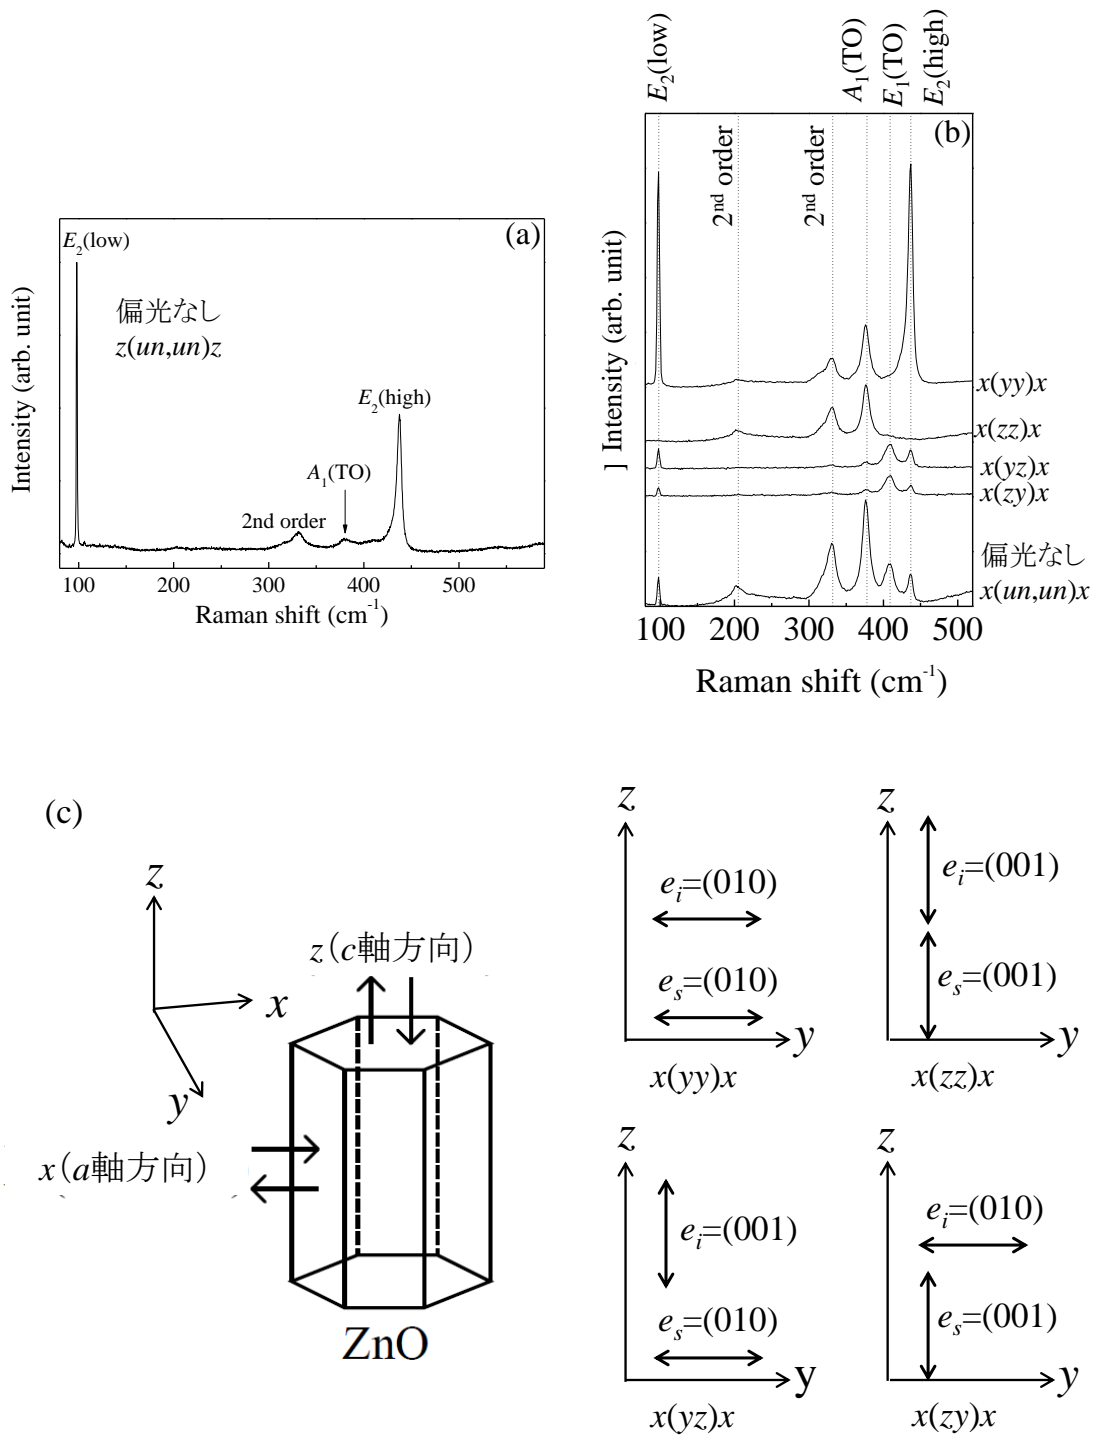 (a)
E₂(low)
偏光なし
z(un,un)z
E₂(high)
A₁(TO)
2nd order
Intensity (arb. unit)
100 200 300 400 500
Raman shift (cm⁻¹)
E₂(low)
A₁(TO)
E₁(TO)
E₂(high)
(b)
2ⁿᵈ order
2ⁿᵈ order
] Intensity (arb. unit)
x(yy)x
x(zz)x
x(yz)x
x(zy)x
偏光なし
x(un,un)x
100 200 300 400 500
Raman shift (cm⁻¹)
(c)
z
x
y
z(c軸方向)
x(a軸方向)
ZnO
z
eᵢ=(010)
eₛ=(010)
y
x(yy)x
z
eᵢ=(001)
eₛ=(001)
y
x(zz)x
z
eᵢ=(001)
eₛ=(010)
y
x(yz)x
z
eᵢ=(010)
eₛ=(001)
y
x(zy)x